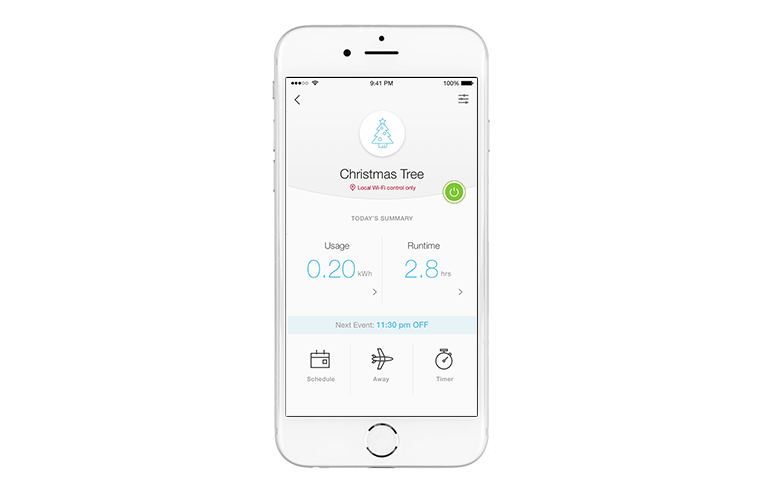 9:41 PM 100%
Christmas Tree
Local Wi-Fi control only
TODAY'S SUMMARY
Usage Runtime
0.20 kWh 2.8 hrs
Next Event: 11:30 pm OFF
Schedule Away Timer